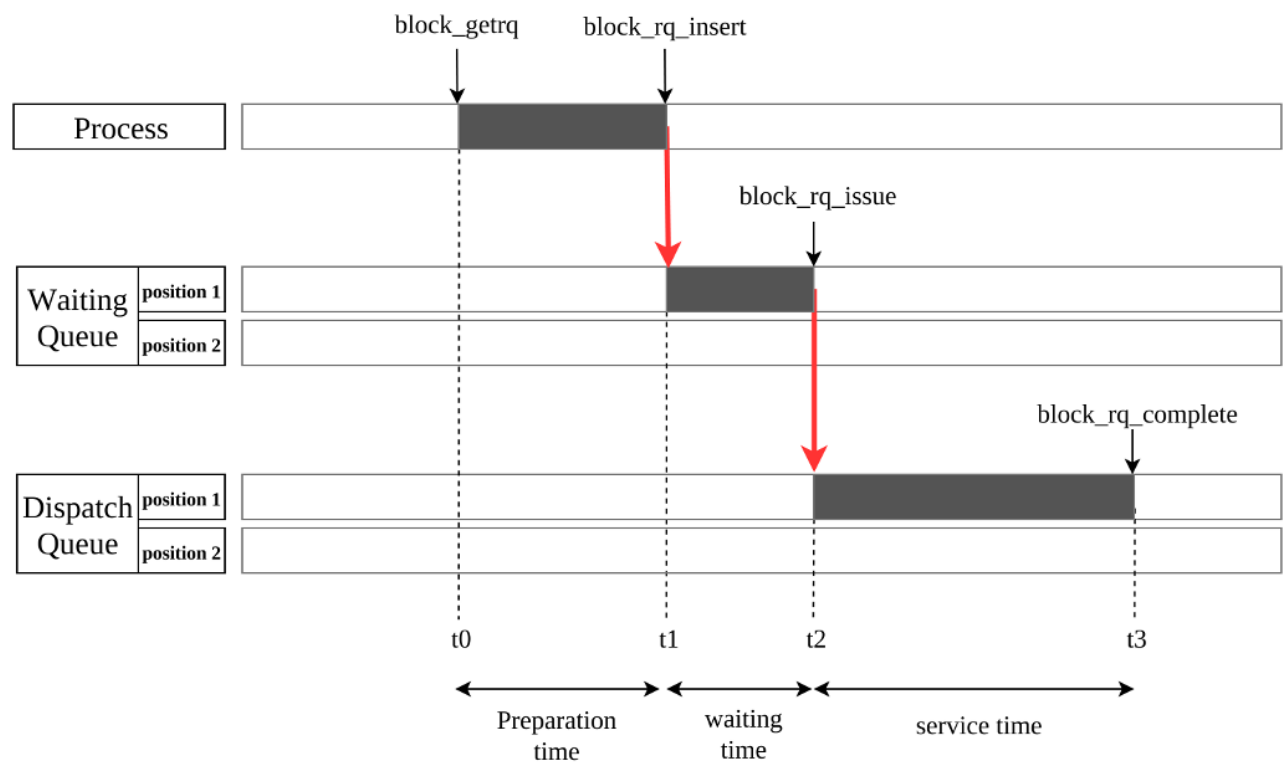 block_getrq
block_rq_insert
Process
block_rq_issue
Waiting
Queue
position 1
position 2
block_rq_complete
Dispatch
Queue
position 1
position 2
t0
t1
t2
t3
Preparation
time
waiting
time
service time